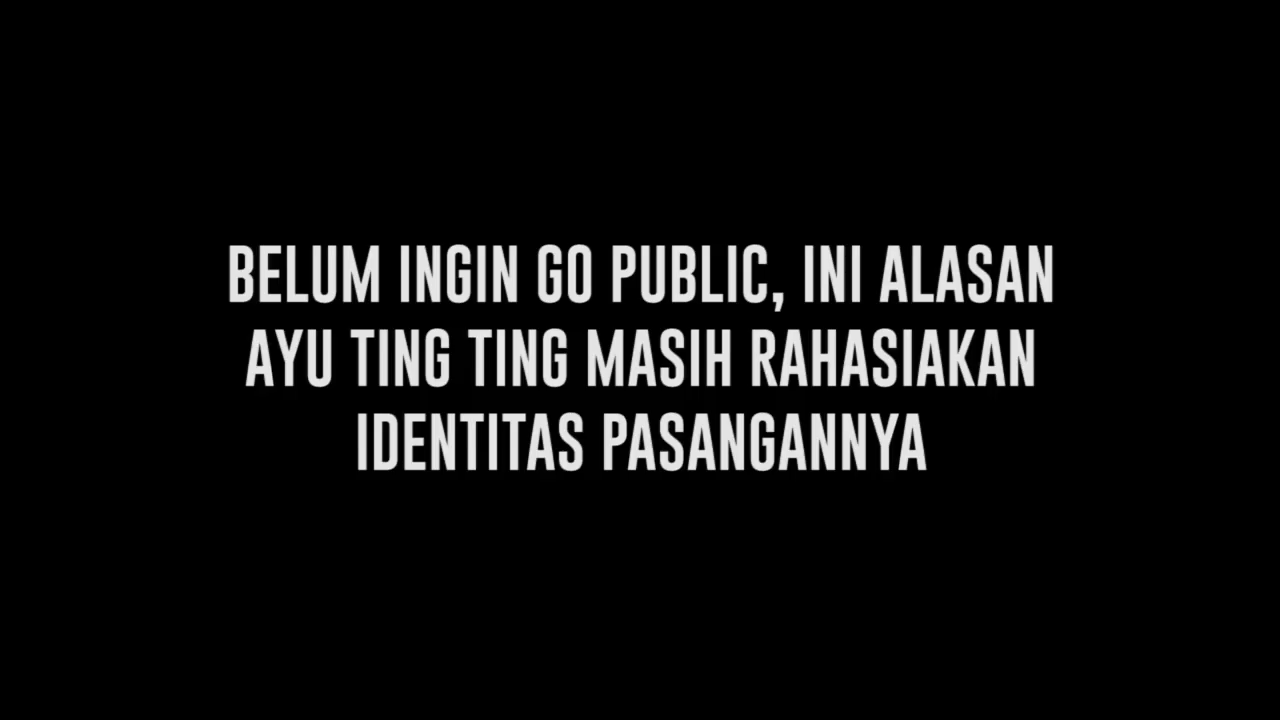 BELUM INGIN GO PUBLIC, INI ALASAN
AYU TING TING MASIH RAHASIAKAN
IDENTITAS PASANGANNYA